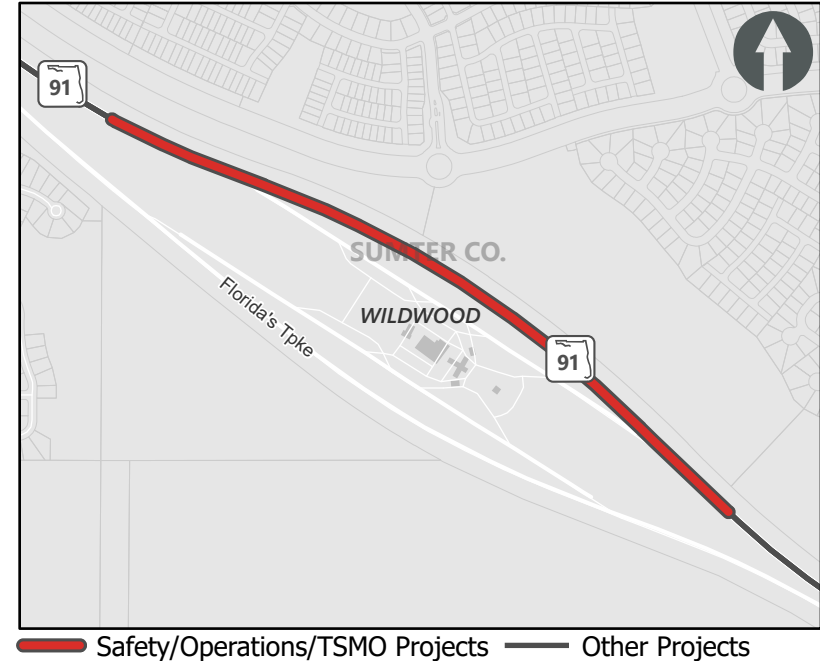 91
SUMTER CO.
Florida's Tpke
WILDWOOD
91
Safety/Operations/TSMO Projects Other Projects